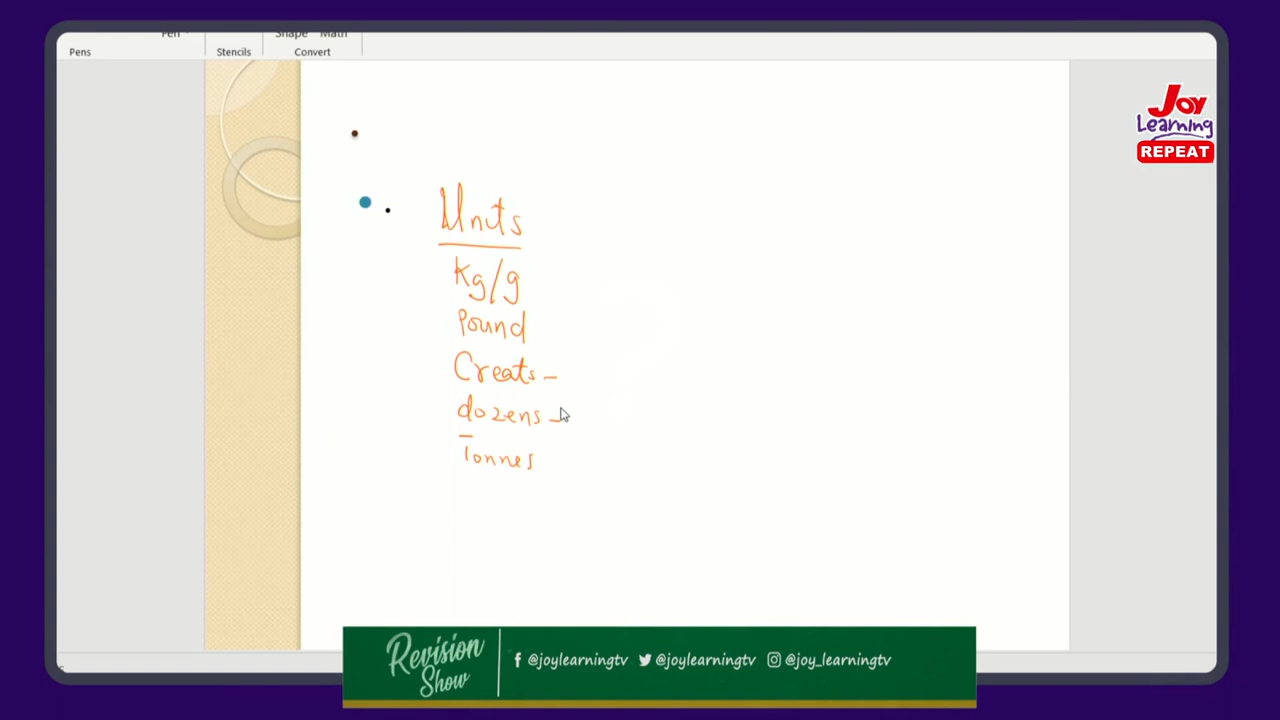 Pen
Shape Math
Pens
Stencils
Convert
Joy
Learning
REPEAT
Units
Kg/g
Pound
Creats -
dozens -
Tonnes
Revision
Show
@joylearningtv @joylearningtv @joy_learningtv